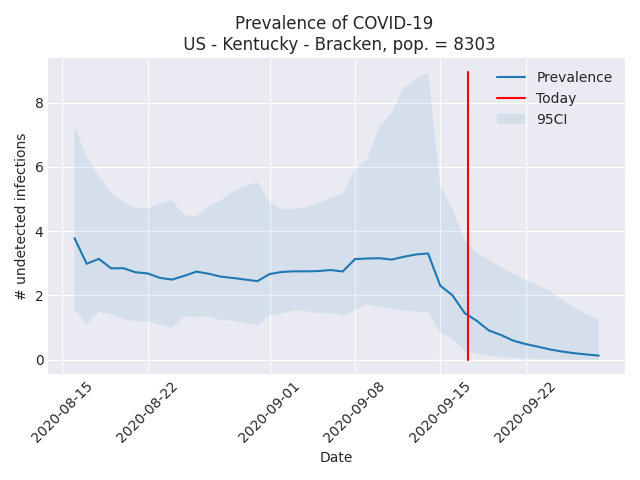 Prevalence of COVID-19
US - Kentucky - Bracken, pop. = 8303
# undetected infections
8
6
4
2
0
Prevalence
Today
95CI
2020-08-15
2020-08-22
2020-09-01
2020-09-08
2020-09-15
2020-09-22
Date